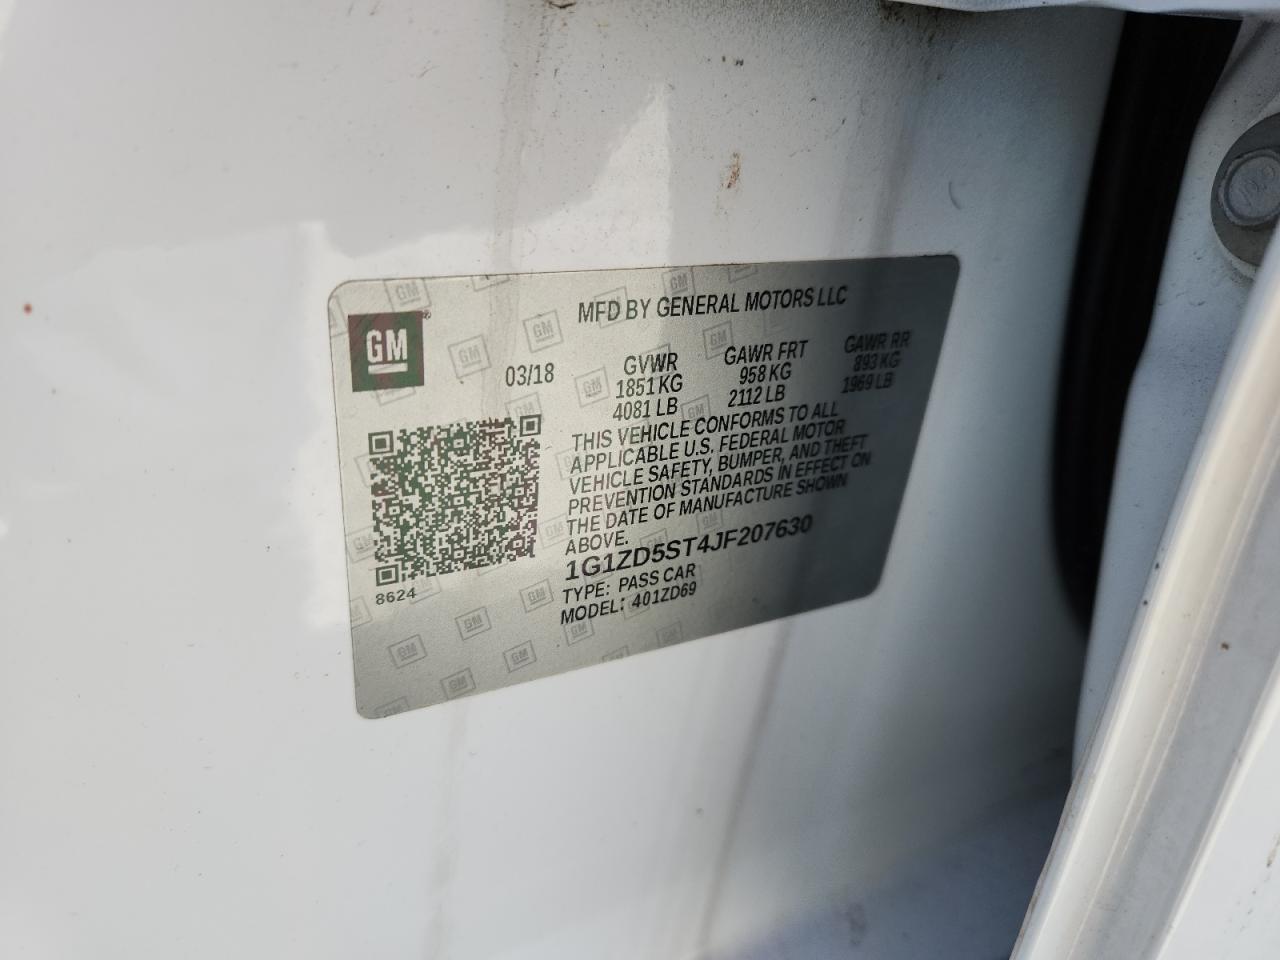 GM
MFD BY GENERAL MOTORS LLC
03/18
GVWR GAWR FRT GAWR RR
1851 KG 958 KG 893 KG
4081 LB 2112 LB 1969 LB
THIS VEHICLE CONFORMS TO ALL
APPLICABLE U.S. FEDERAL MOTOR
VEHICLE SAFETY, BUMPER, AND THEFT
PREVENTION STANDARDS IN EFFECT ON
THE DATE OF MANUFACTURE SHOWN
ABOVE.
1G1ZD5ST4JF207630
TYPE: PASS CAR
MODEL: 401ZD69
8624